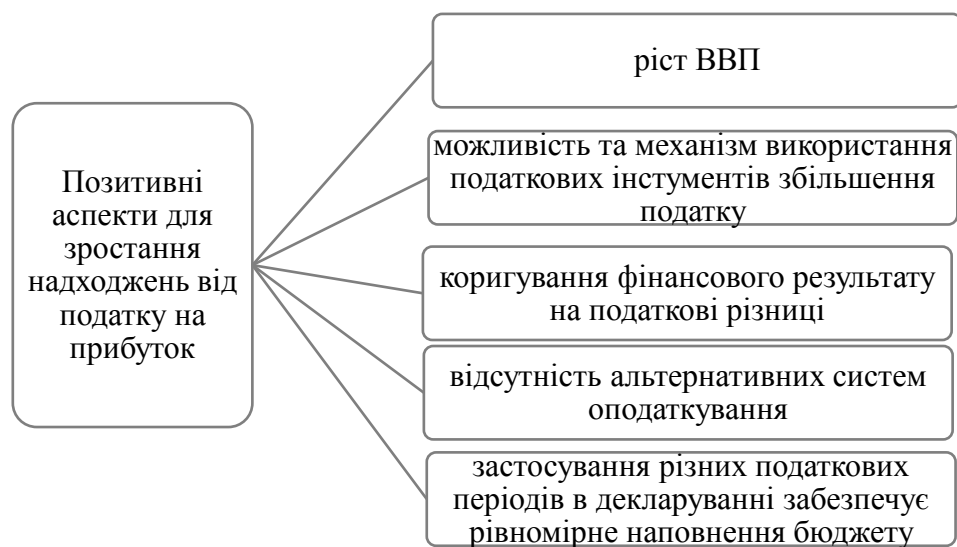 Позитивні
аспекти для
зростання
надходжень від
податку на
прибуток
ріст ВВП
можливість та механізм використання
податкових інстументів збільшення
податку
коригування фінансового результату
на податкові різниці
відсутність альтернативних систем
оподаткування
застосування різних податкових
періодів в декларуванні забезпечує
рівномірне наповнення бюджету